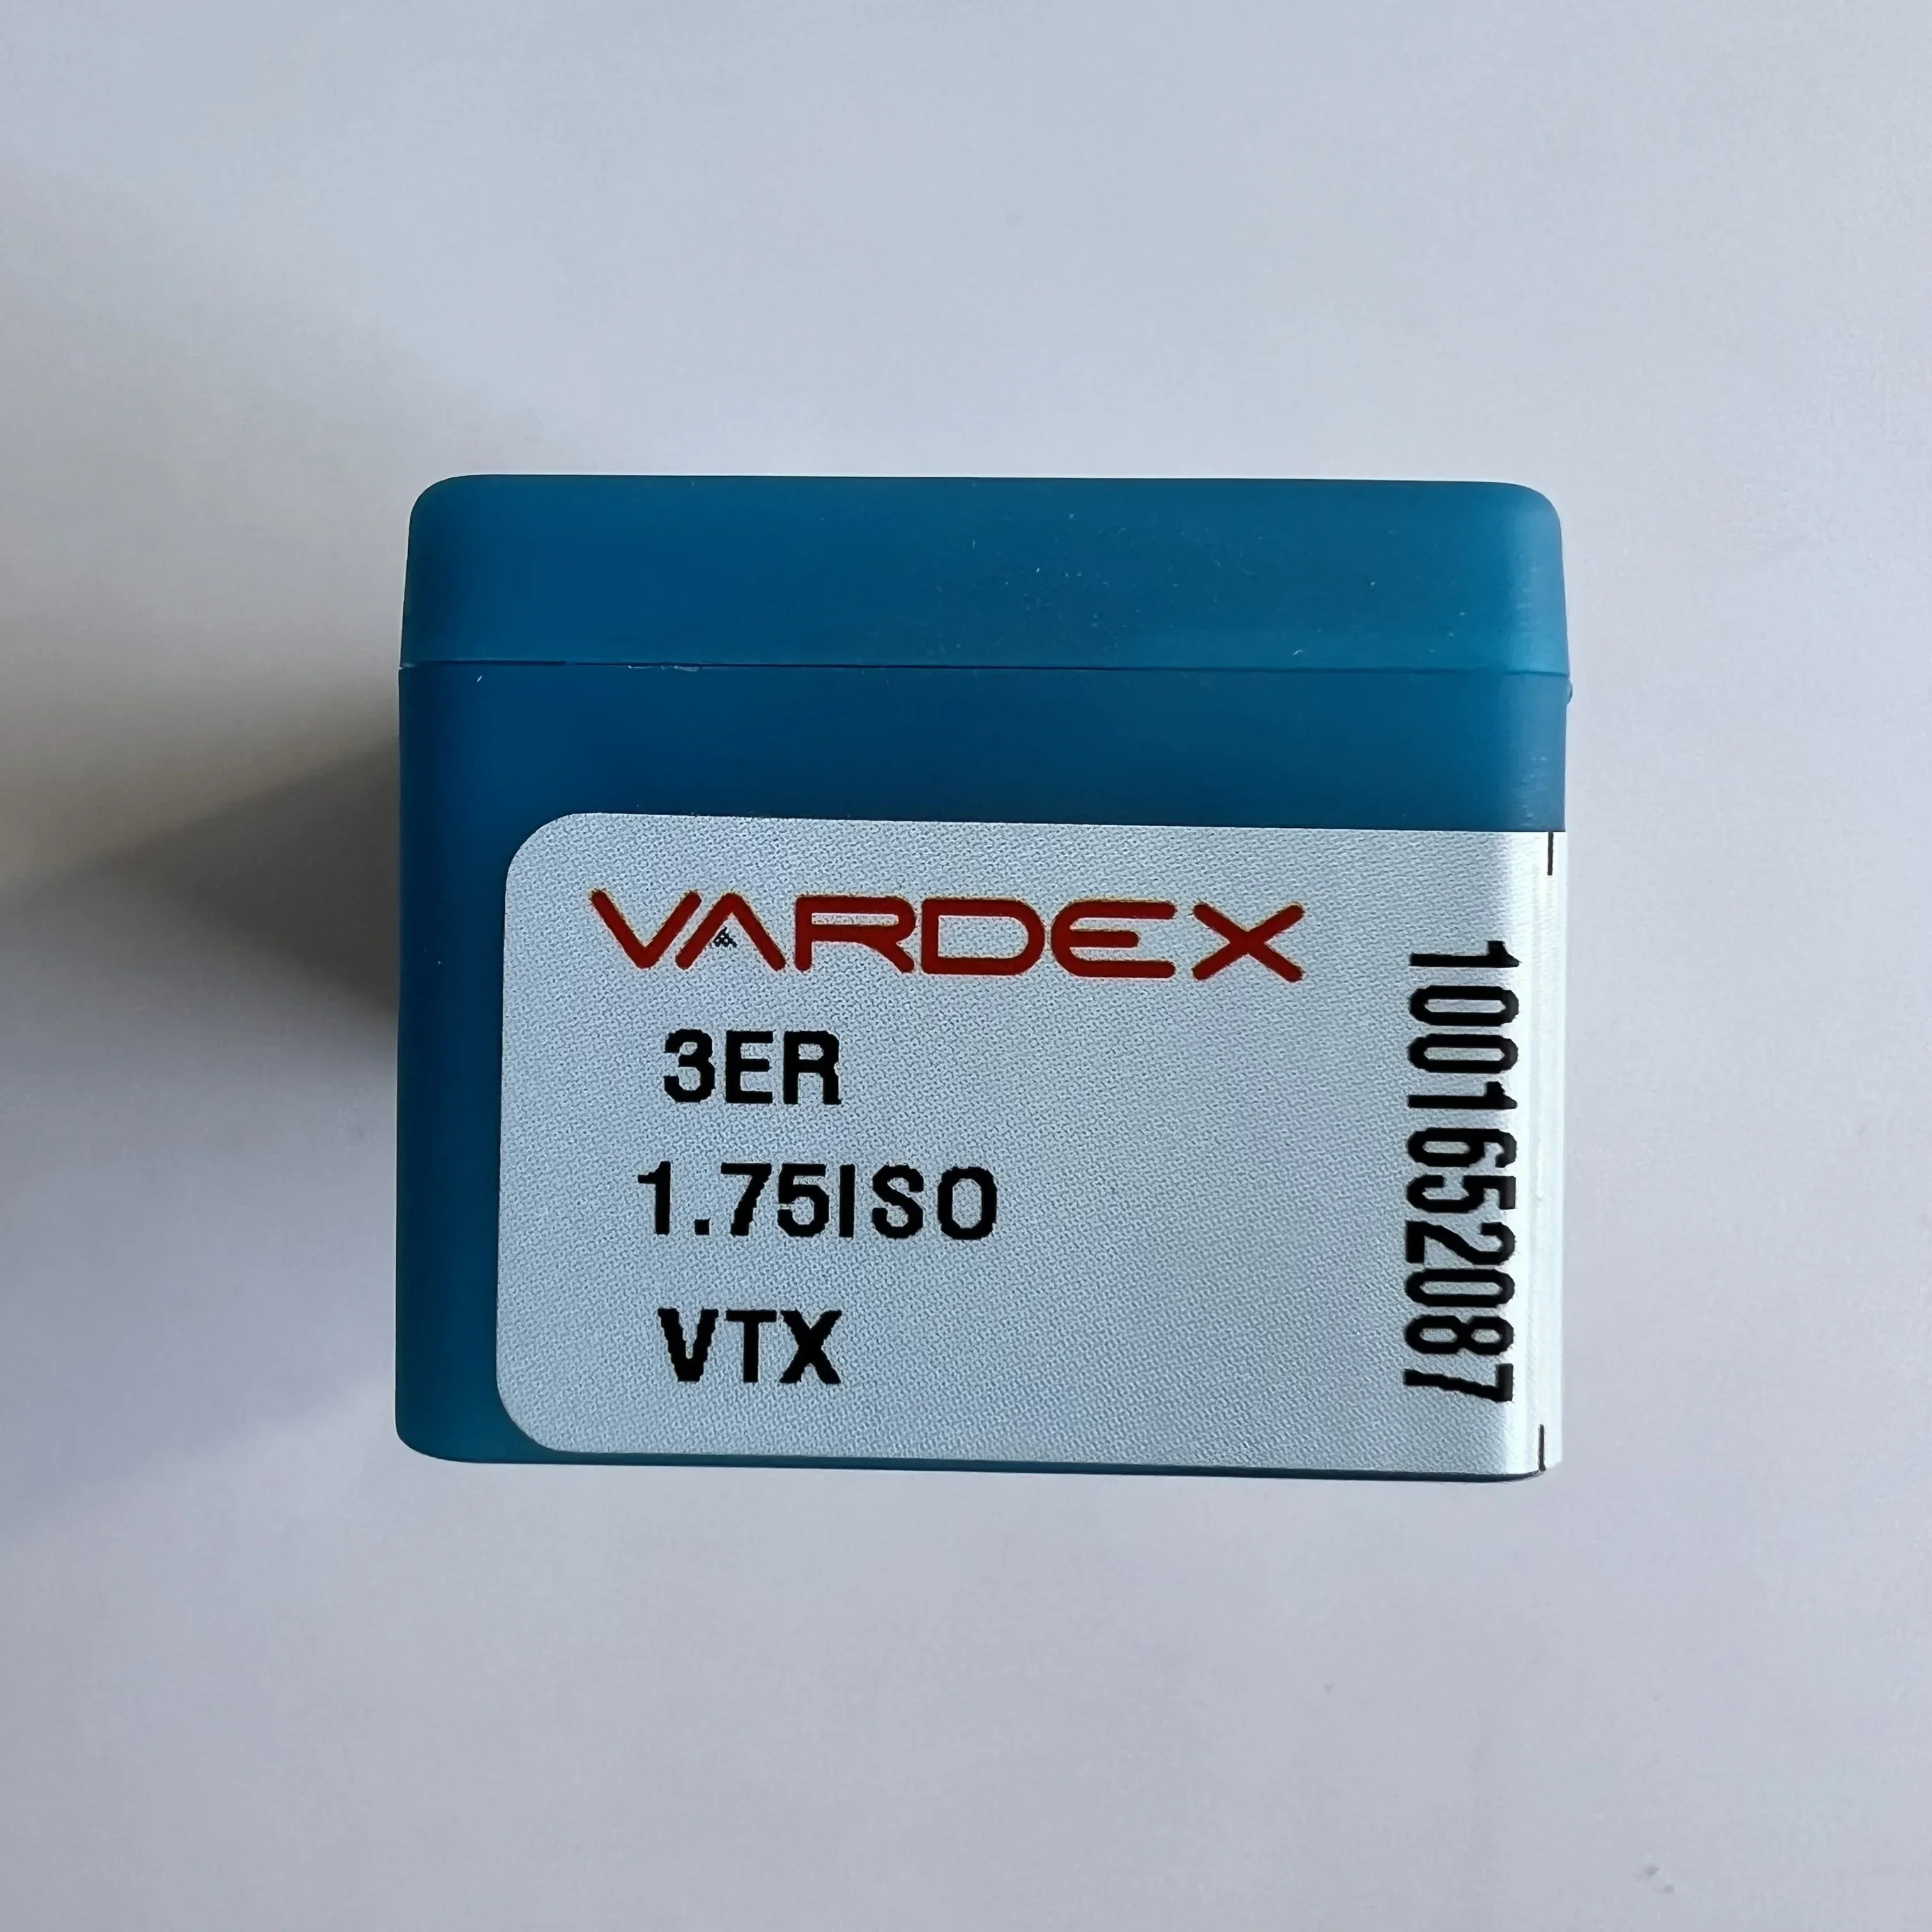 VARDEX
3ER
1.75ISO
VTX
1001652087